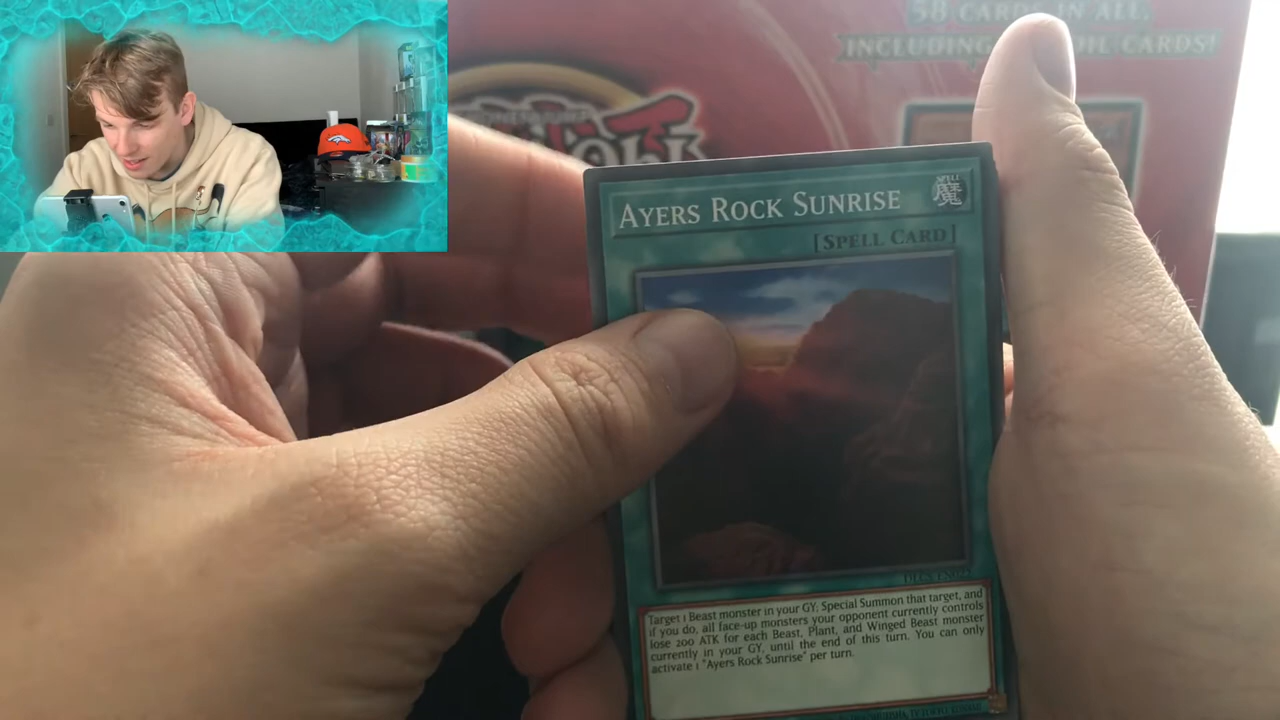 58 CARDS IN ALL,
INCLUDING
CARDS!
AYERS ROCK SUNRISE
魔
[SPELL CARD]
Target 1 Beast monster in your GY; Special Summon that target, and
if you do, all face-up monsters your opponent currently controls
lose 200 ATK for each Beast, Plant, and Winged Beast monster
currently in your GY, until the end of this turn. You can only
activate 1 "Ayers Rock Sunrise" per turn.